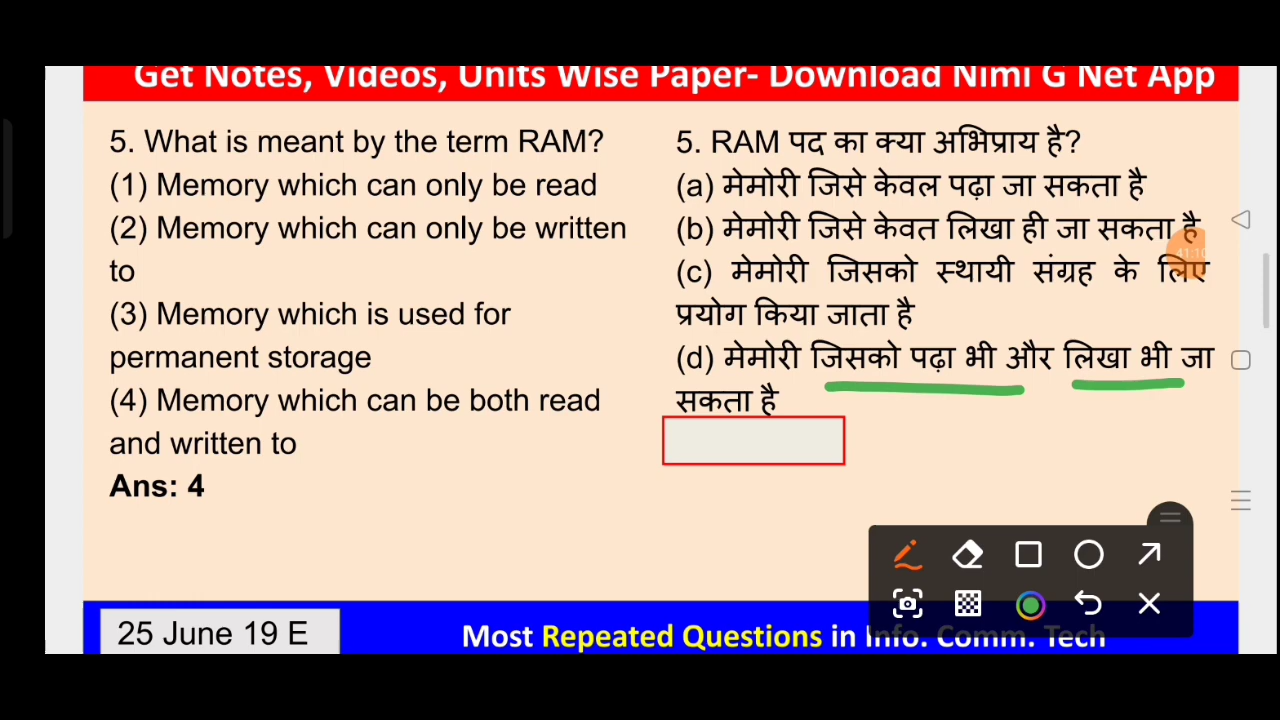 Get Notes, Videos, Units Wise Paper- Download Nimi G Net App
5. What is meant by the term RAM?
(1) Memory which can only be read
(2) Memory which can only be written
to
(3) Memory which is used for
permanent storage
(4) Memory which can be both read
and written to
Ans: 4
5. RAM पद का क्या अभिप्राय है?
(a) मेमोरी जिसे केवल पढ़ा जा सकता है
(b) मेमोरी जिसे केवत लिखा ही जा सकता है
(c) मेमोरी जिसको स्थायी संग्रह के लिए
प्रयोग किया जाता है
(d) मेमोरी जिसको पढ़ा भी और लिखा भी जा
सकता है
41:10
25 June 19 E
Most Repeated Questions in Info. Comm. Tech